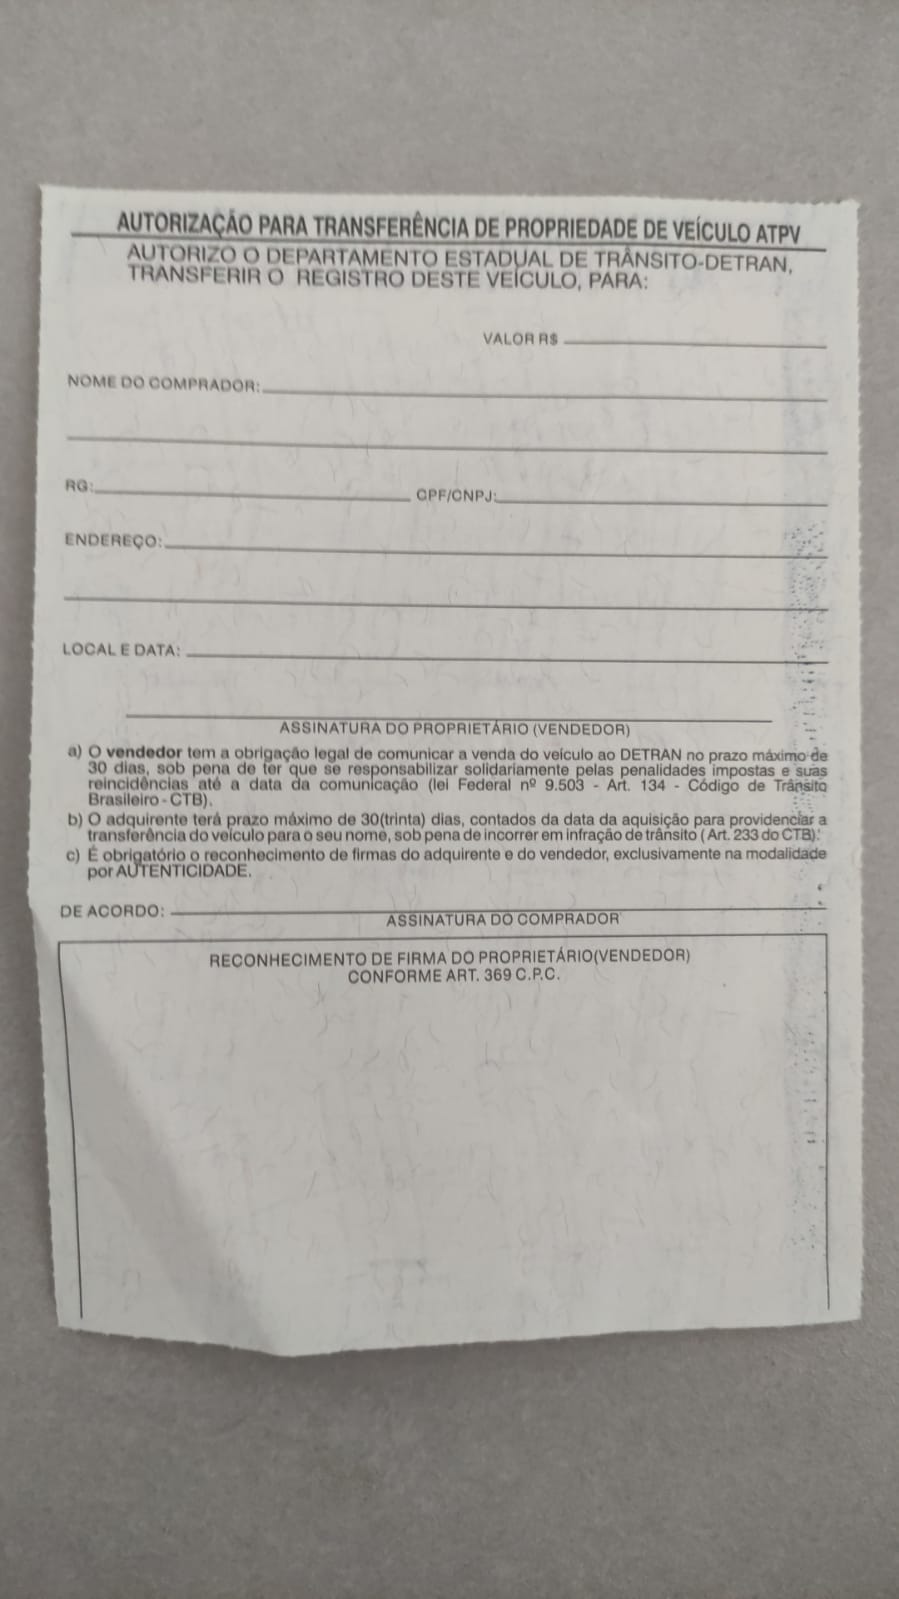 AUTORIZAÇÃO PARA TRANSFERÊNCIA DE PROPRIEDADE DE VEÍCULO ATPV
AUTORIZO O DEPARTAMENTO ESTADUAL DE TRÂNSITO-DETRAN,
TRANSFERIR O REGISTRO DESTE VEÍCULO, PARA:
VALOR R$
NOME DO COMPRADOR:
RG: CPF/CNPJ:
ENDEREÇO:
LOCAL E DATA:
ASSINATURA DO PROPRIETÁRIO (VENDEDOR)
a) O vendedor tem a obrigação legal de comunicar a venda do veículo ao DETRAN no prazo máximo de
30 dias, sob pena de ter que se responsabilizar solidariamente pelas penalidades impostas e suas
reincidências até a data da comunicação (lei Federal nº 9.503 - Art. 134 - Código de Trânsito
Brasileiro - CTB).
b) O adquirente terá prazo máximo de 30(trinta) dias, contados da data da aquisição para providenciar a
transferência do veículo para o seu nome, sob pena de incorrer em infração de trânsito ( Art. 233 do CTB).
c) É obrigatório o reconhecimento de firmas do adquirente e do vendedor, exclusivamente na modalidade
por AUTENTICIDADE.
DE ACORDO:
ASSINATURA DO COMPRADOR
RECONHECIMENTO DE FIRMA DO PROPRIETÁRIO(VENDEDOR)
CONFORME ART. 369 C.P.C.